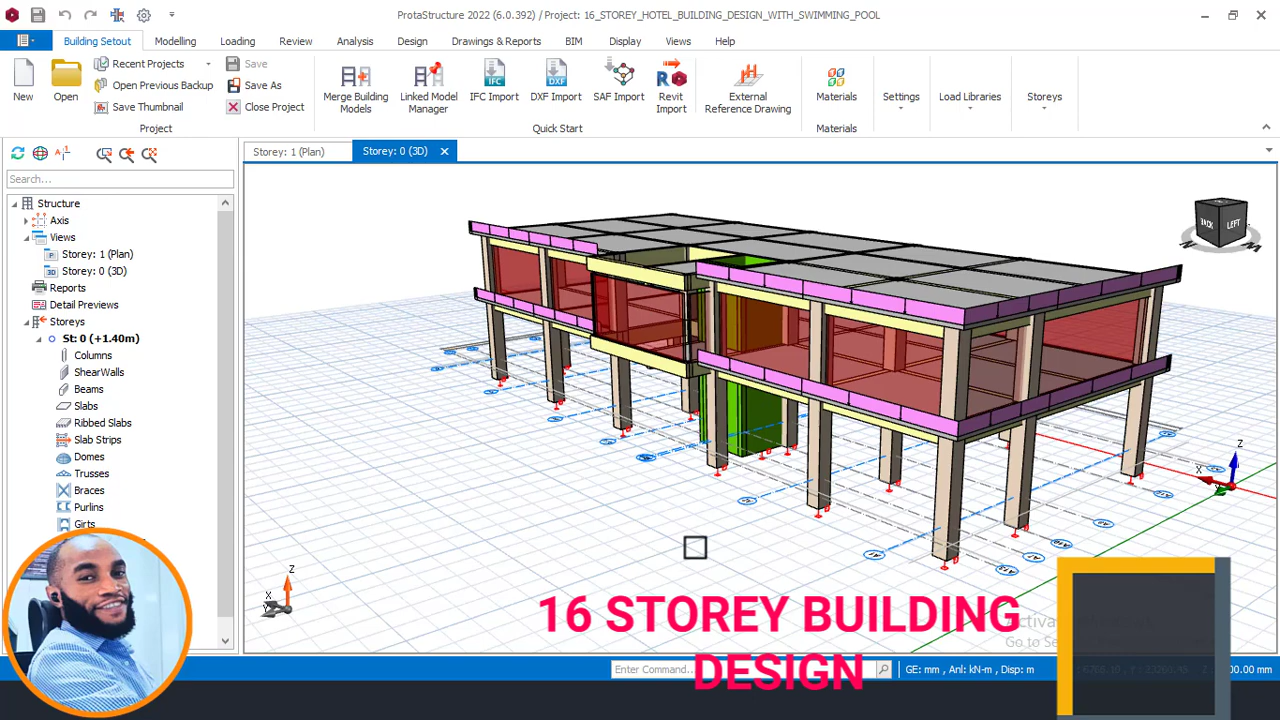 ProtaStructure 2022 (6.0.392) / Project: 16_STOREY_HOTEL_BUILDING_DESIGN_WITH_SWIMMING_POOL
Building Setout Modelling Loading Review Analysis Design Drawings & Reports BIM Display Views Help
New
Open
Recent Projects
Open Previous Backup
Save Thumbnail
Save
Save As
Close Project
Project
Merge Building
Models
Linked Model
Manager
IFC
IFC Import
DXF
DXF Import
SAF Import
Revit
Import
External
Reference Drawing
Quick Start
Materials
Materials
Settings
Load Libraries
Storeys
Storey: 1 (Plan)
Storey: 0 (3D)
Search...
Structure
Axis
Views
Storey: 1 (Plan)
Storey: 0 (3D)
Reports
Detail Previews
Storeys
St: 0 (+1.40m)
Columns
ShearWalls
Beams
Slabs
Ribbed Slabs
Slab Strips
Domes
Trusses
Braces
Purlins
Girts
BACK
LEFT
Z
X
Z
X
Y
16 STOREY BUILDING
DESIGN
Enter Command...
GE: mm, Anl: kN-m, Disp: m